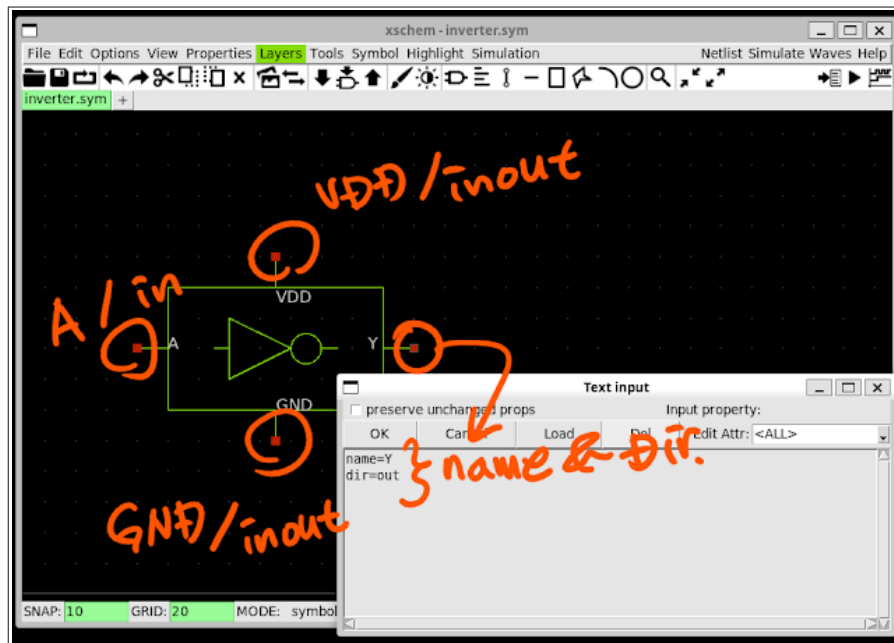 xschem - inverter.sym
File Edit Options View Properties Layers Tools Symbol Highlight Simulation Netlist Simulate Waves Help
inverter.sym +
VDD/inout
VDD
A/in
A
Y
GND
GND/inout
Text input
preserve unchanged props Input property:
OK Load Del Edit Attr: <ALL>
name=Y
dir=out
name & Dir.
SNAP: 10 GRID: 20 MODE: symbol